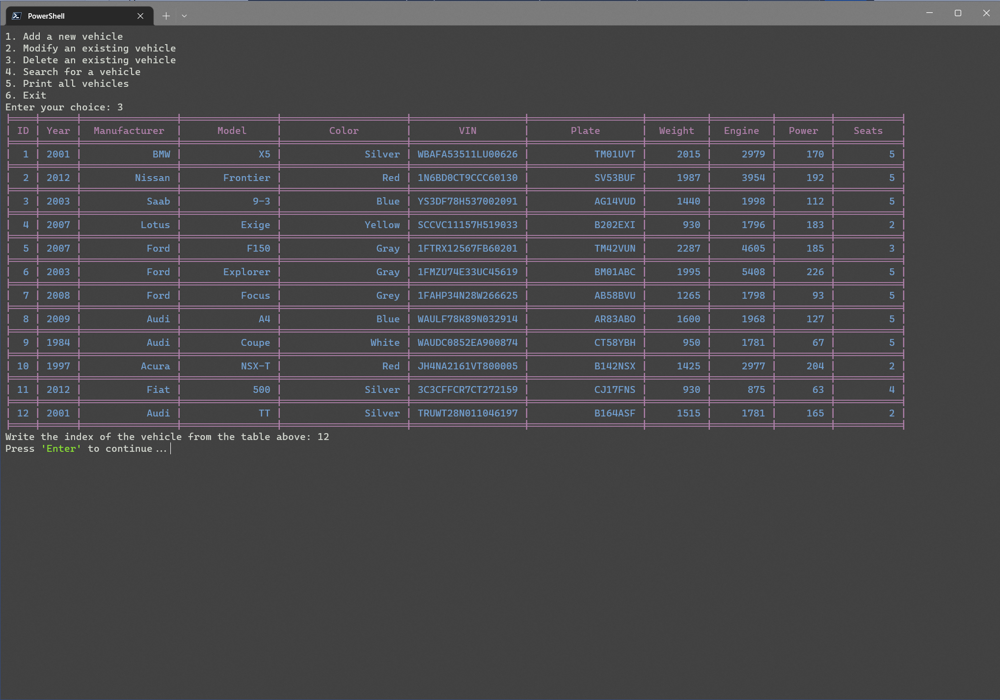 PowerShell
1. Add a new vehicle
2. Modify an existing vehicle
3. Delete an existing vehicle
4. Search for a vehicle
5. Print all vehicles
6. Exit
Enter your choice: 3
ID Year Manufacturer Model Color VIN Plate Weight Engine Power Seats
1 2001 BMW X5 Silver WBAFA53511LU00626 TM01UVT 2015 2979 170 5
2 2012 Nissan Frontier Red 1N6BD0CT9CCC60130 SV53BUF 1987 3954 192 5
3 2003 Saab 9-3 Blue YS3DF78H537002091 AG14VUD 1440 1998 112 5
4 2007 Lotus Exige Yellow SCCVC11157H519033 B202EXI 930 1796 183 2
5 2007 Ford F150 Gray 1FTRX12567FB60201 TM42VUN 2287 4605 185 3
6 2003 Ford Explorer Gray 1FMZU74E33UC45619 BM01ABC 1995 5408 226 5
7 2008 Ford Focus Grey 1FAHP34N28W266625 AB58BVU 1265 1798 93 5
8 2009 Audi A4 Blue WAULF78K89N032914 AR83ABO 1600 1968 127 5
9 1984 Audi Coupe White WAUDC0852EA900874 CT58YBH 950 1781 67 5
10 1997 Acura NSX-T Red JH4NA2161VT800005 B142NSX 1425 2977 204 2
11 2012 Fiat 500 Silver 3C3CFFCR7CT272159 CJ17FNS 930 875 63 4
12 2001 Audi TT Silver TRUWT28N011046197 B164ASF 1515 1781 165 2
Write the index of the vehicle from the table above: 12
Press 'Enter' to continue...